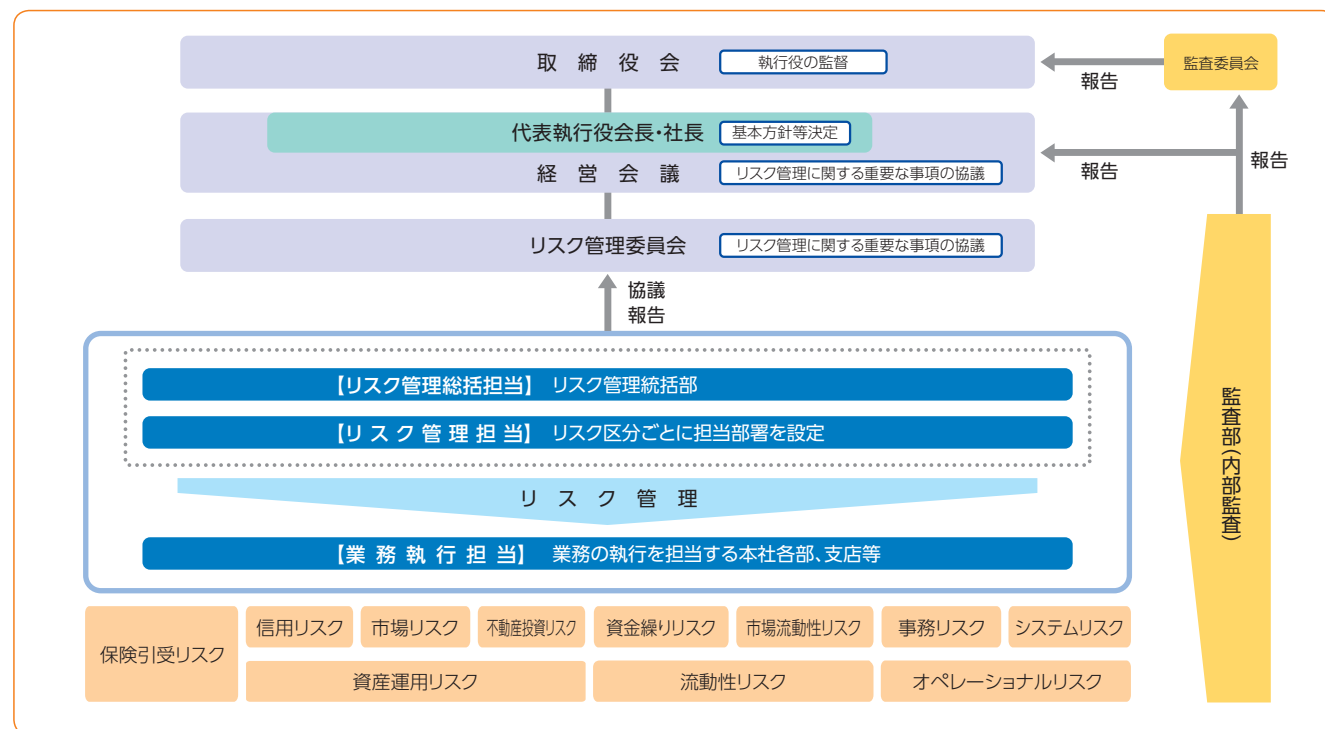 取締役会 執行役の監督
監査委員会
報告
代表執行役会長・社長 基本方針等決定
経営会議 リスク管理に関する重要な事項の協議
報告
報告
リスク管理委員会 リスク管理に関する重要な事項の協議
協議
報告
【リスク管理総括担当】 リスク管理統括部
【リスク管理担当】 リスク区分ごとに担当部署を設定
リスク管理
【業務執行担当】 業務の執行を担当する本社各部、支店等
監査部(内部監査)
保険引受リスク
信用リスク 市場リスク 不動産投資リスク 資金繰りリスク 市場流動性リスク 事務リスク システムリスク
資産運用リスク 流動性リスク オペレーショナルリスク